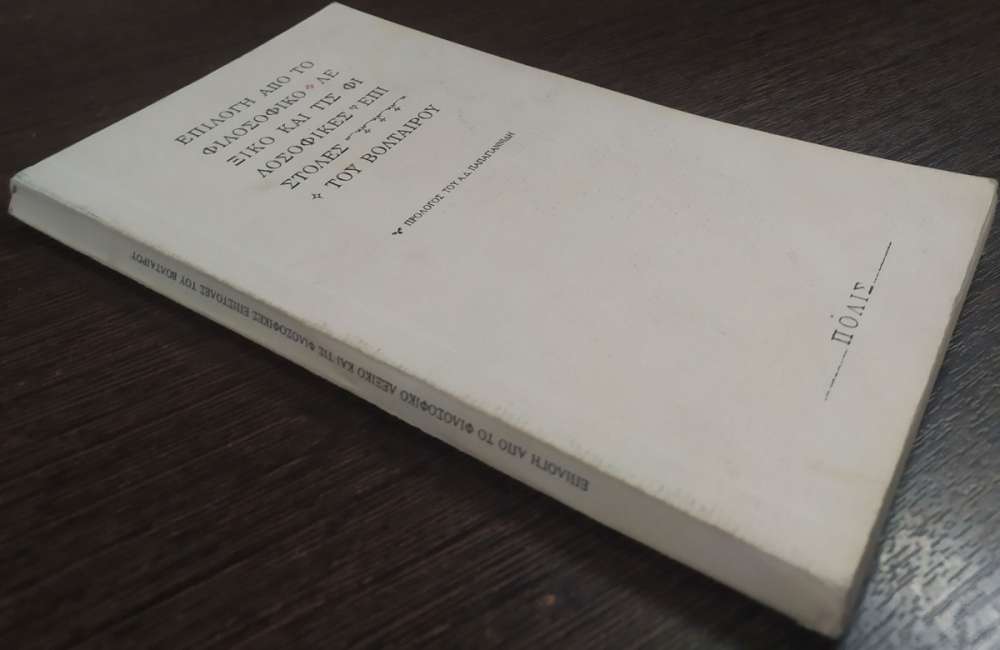 ΕΠΙΛΟΓΗ ΑΠΟ ΤΟ
ΦΙΛΟΣΟΦΙΚΟ ΛΕ
ΞΙΚΟ ΚΑΙ ΤΙΣ ΦΙ
ΛΟΣΟΦΙΚΕΣ ΕΠΙ
ΣΤΟΛΕΣ
ΤΟΥ ΒΟΛΤΑΙΡΟΥ
ΠΡΟΛΟΓΟΣ ΤΟΥ Α.Δ. ΠΑΠΑΓΙΑΝΝΙΔΗ
ΠΟΛΙΣ
ΕΠΙΛΟΓΗ ΑΠΟ ΤΟ ΦΙΛΟΣΟΦΙΚΟ ΛΕΞΙΚΟ ΚΑΙ ΤΙΣ ΦΙΛΟΣΟΦΙΚΕΣ ΕΠΙΣΤΟΛΕΣ ΤΟΥ ΒΟΛΤΑΙΡΟΥ